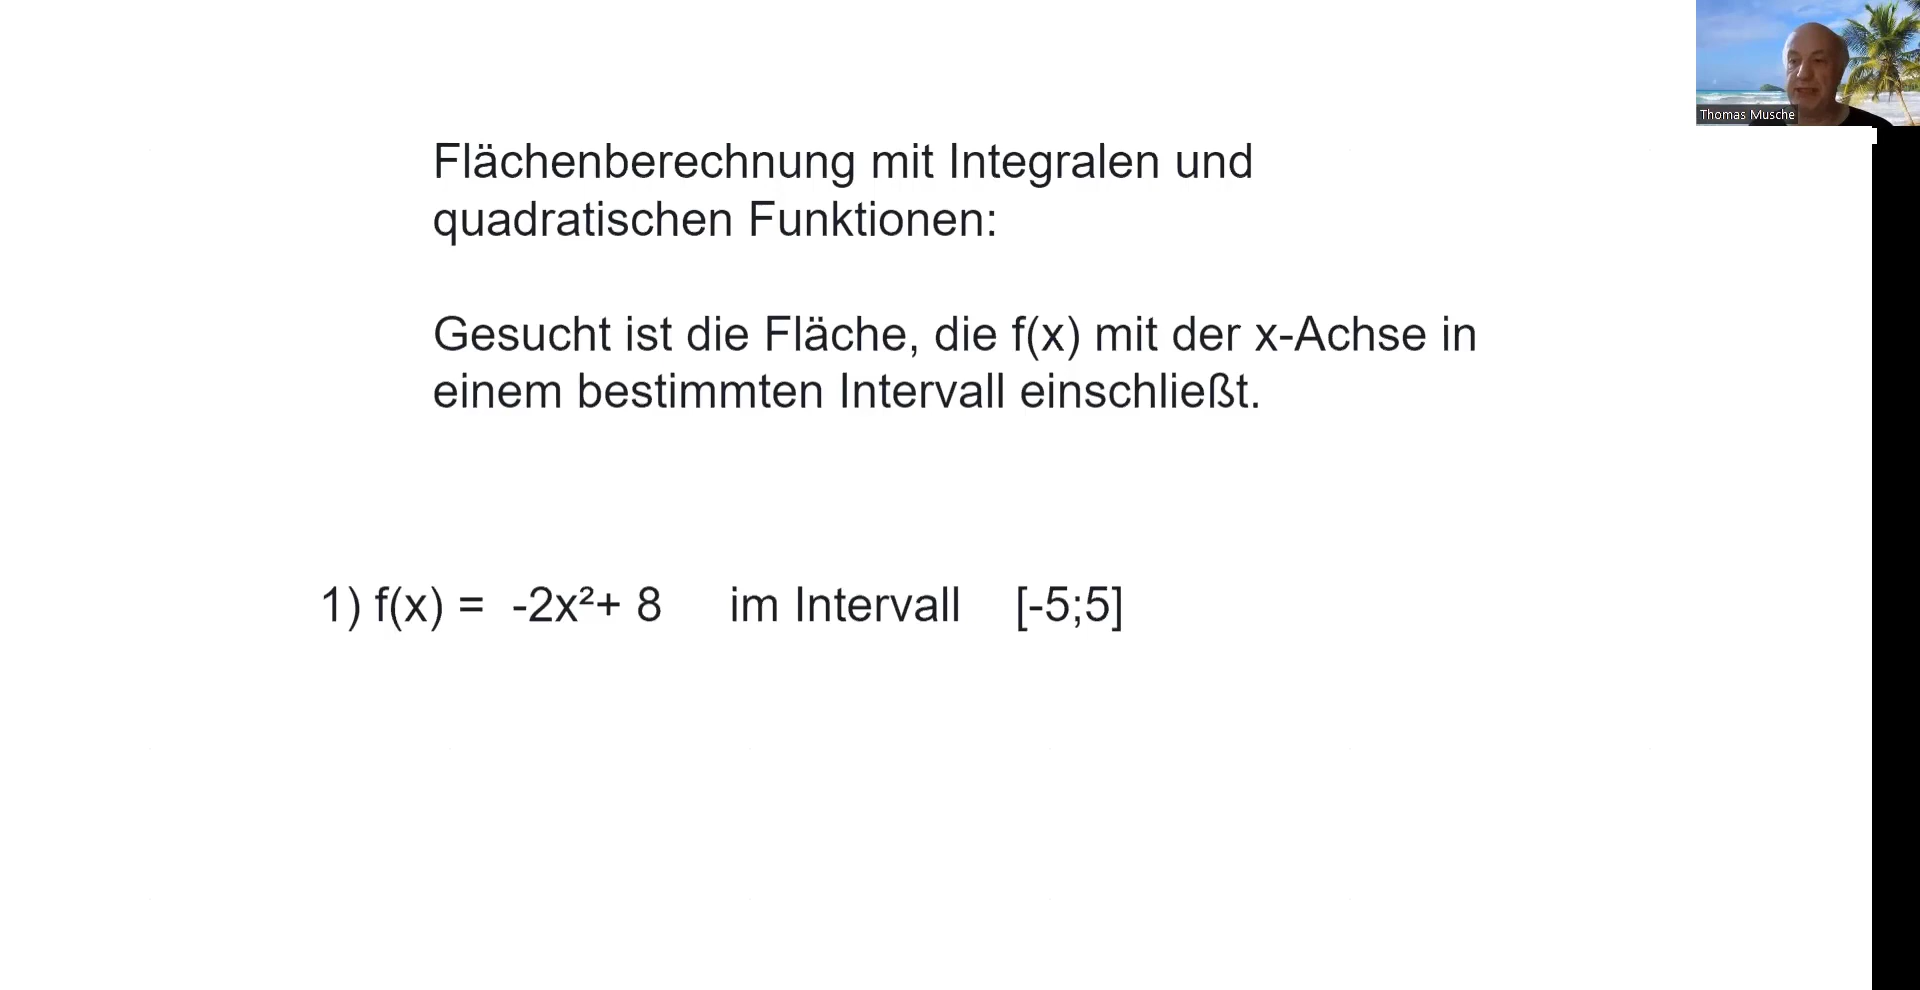 Thomas Musche
Flächenberechnung mit Integralen und
quadratischen Funktionen:
Gesucht ist die Fläche, die f(x) mit der x-Achse in
einem bestimmten Intervall einschließt.
1) f(x) = -2x²+ 8 im Intervall [-5;5]